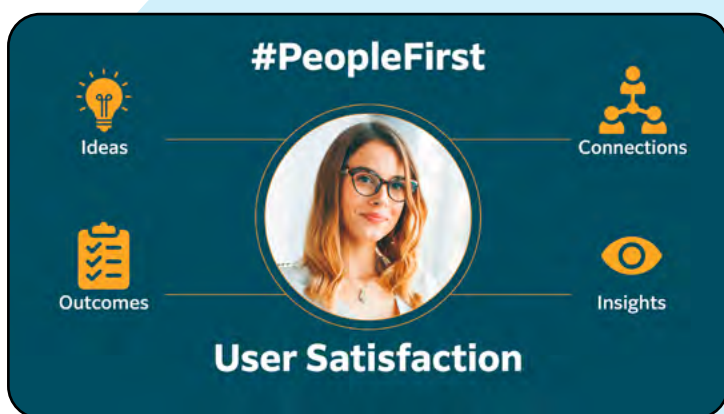 #PeopleFirst
Ideas
Connections
Outcomes
Insights
User Satisfaction